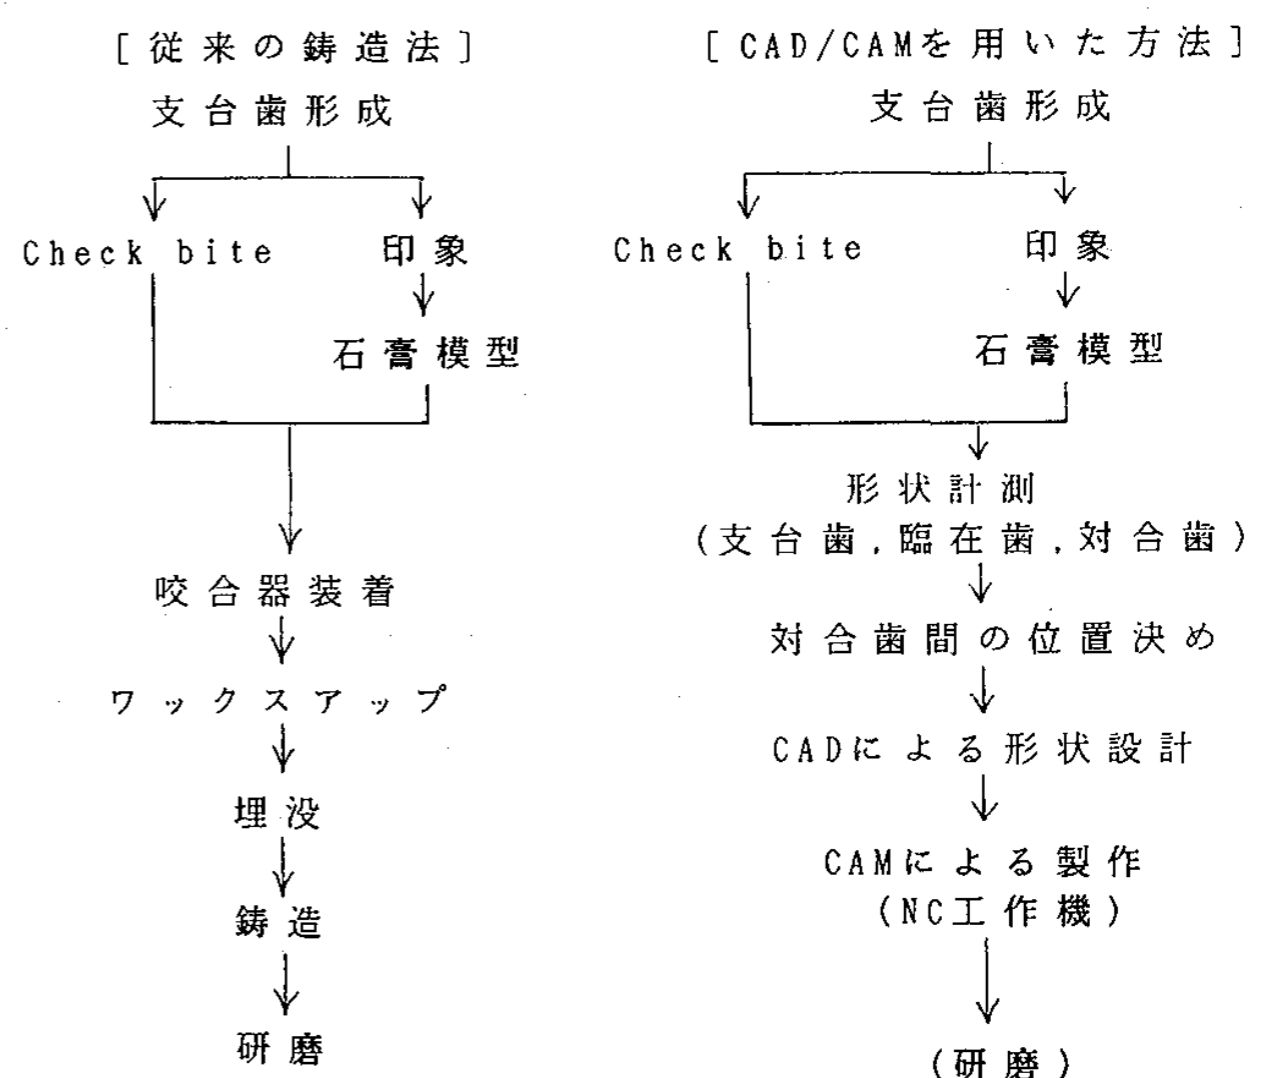 [従来の鋳造法]
支台歯形成
Check bite
印象
石膏模型
咬合器装着
ワックスアップ
埋没
鋳造
研磨
[CAD/CAMを用いた方法]
支台歯形成
Check bite
印象
石膏模型
形状計測
(支台歯,臨在歯,対合歯)
対合歯間の位置決め
CADによる形状設計
CAMによる製作
(NC工作機)
(研磨)